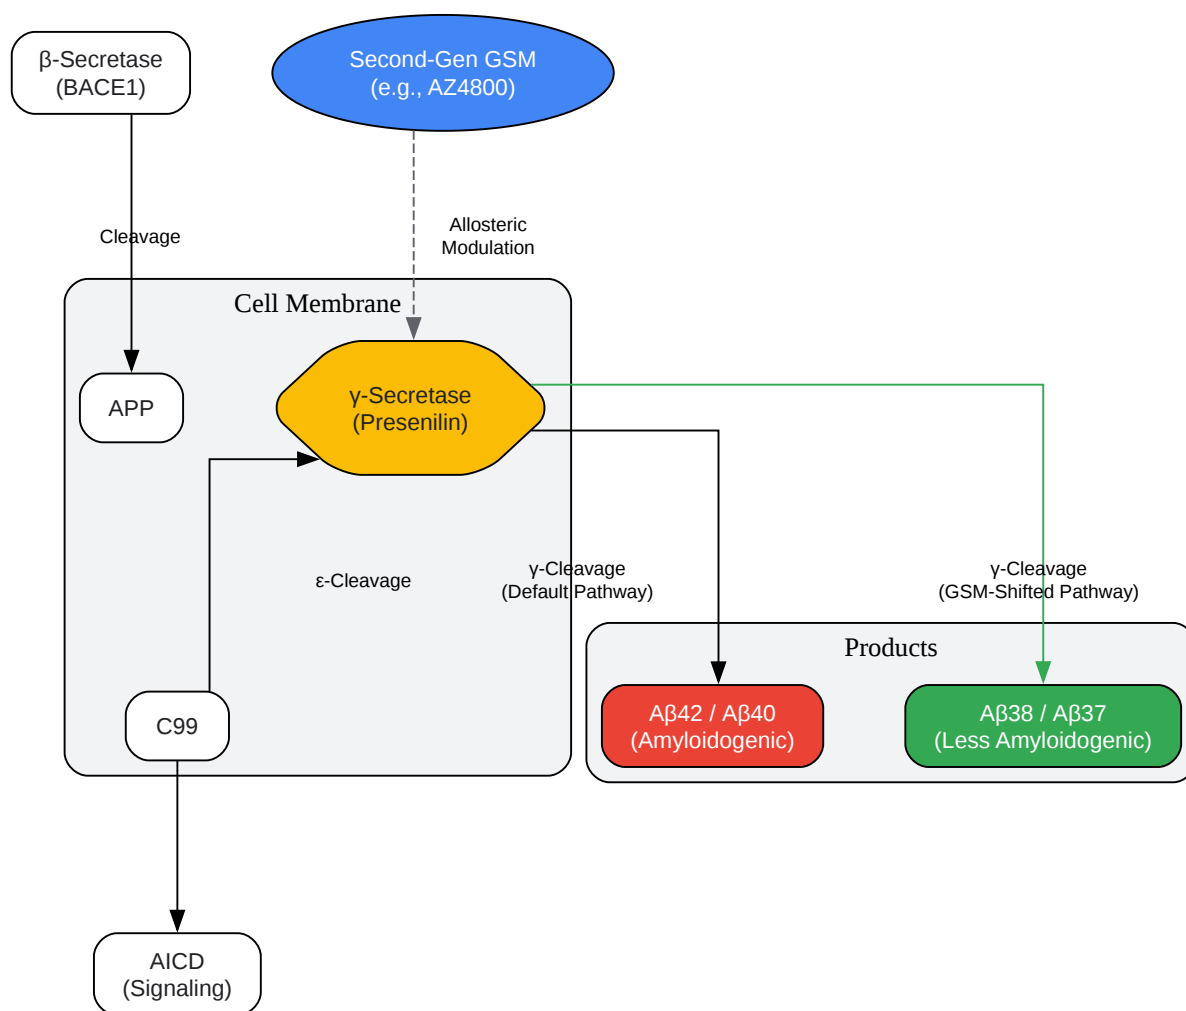 β-Secretase
(BACE1)
Second-Gen GSM
(e.g., AZ4800)
Cleavage
Allosteric
Modulation
Cell Membrane
APP
γ-Secretase
(Presenilin)
ε-Cleavage
γ-Cleavage
(Default Pathway)
γ-Cleavage
(GSM-Shifted Pathway)
Products
C99
Aβ42 / Aβ40
(Amyloidogenic)
Aβ38 / Aβ37
(Less Amyloidogenic)
AICD
(Signaling)